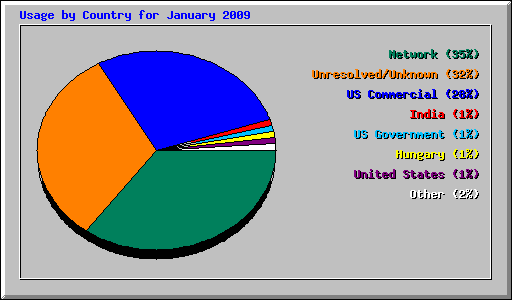 Usage by Country for January 2009
Network (35%)
Unresolved/Unknown (32%)
US Commercial (28%)
India (1%)
US Government (1%)
Hungary (1%)
United States (1%)
Other (2%)